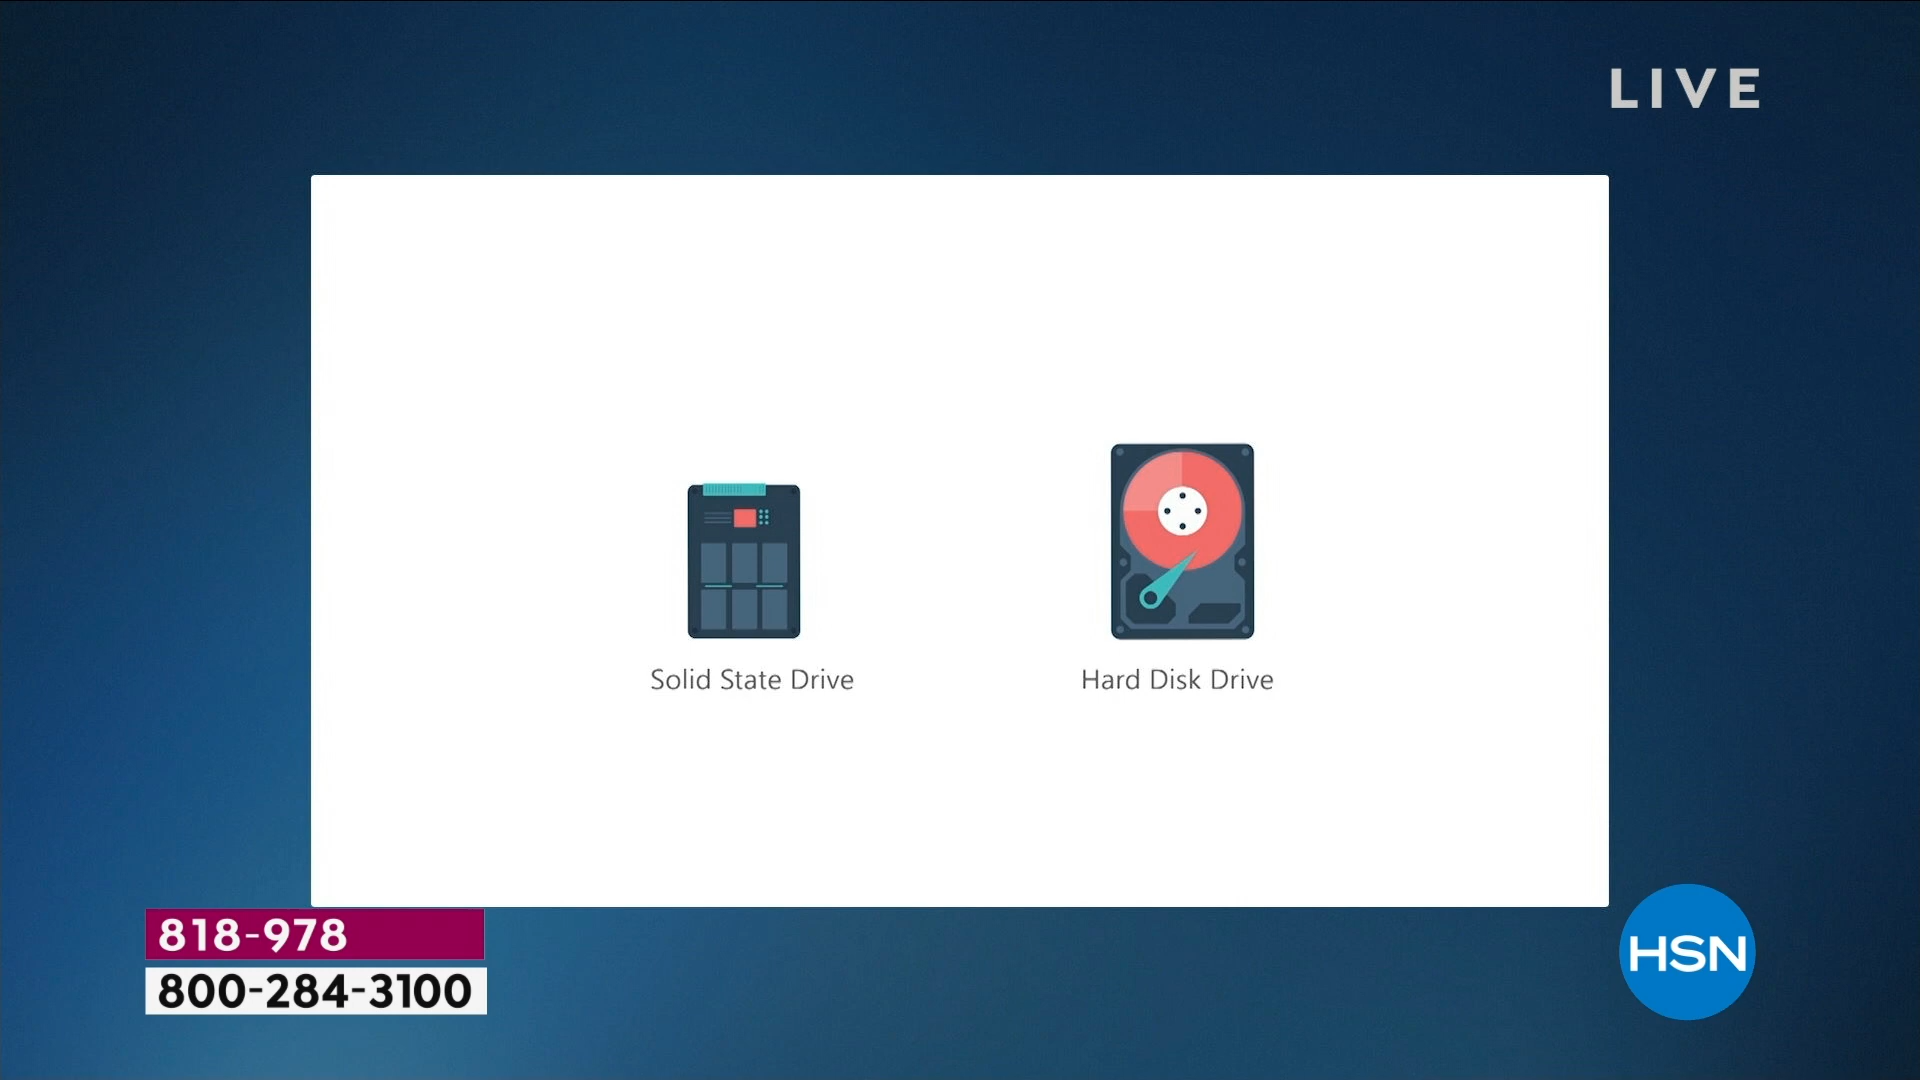 LIVE
Solid State Drive
Hard Disk Drive
818-978
800-284-3100
HSN